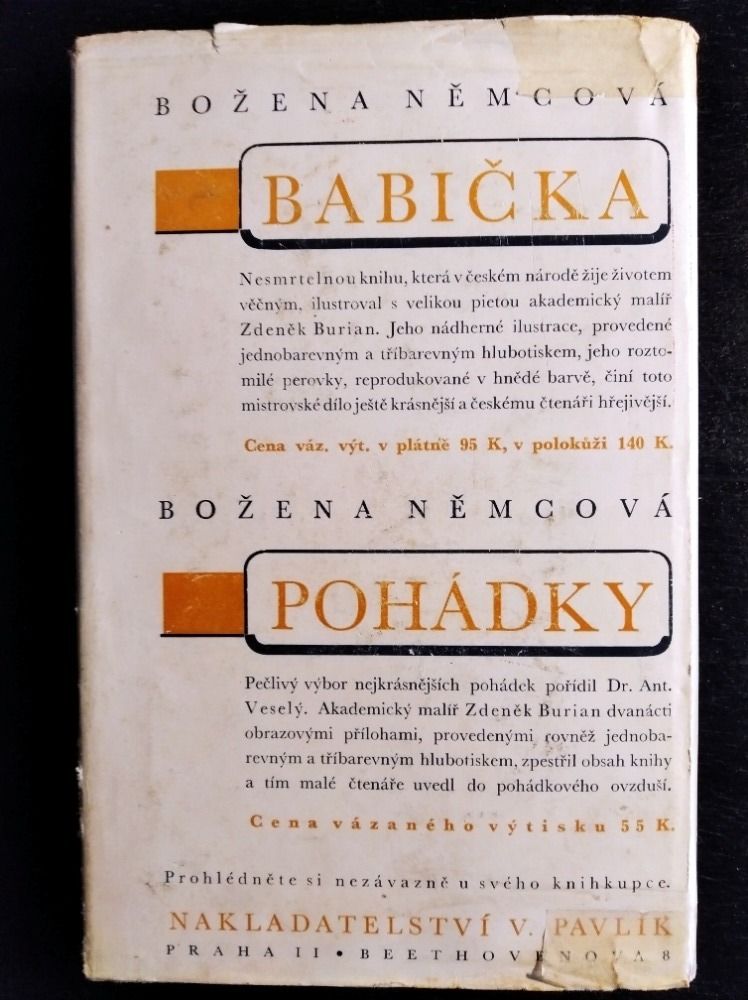 BOŽENA NĚMCOVÁ
BABIČKA
Nesmrtelnou knihu, která v českém národě žije životem
věčným, ilustroval s velikou pietou akademický malíř
Zdeněk Burian. Jeho nádherné ilustrace, provedené
jednobarevným a tříbarevným hlubotiskem, jeho rozto-
milé perovky, reprodukované v hnědé barvě, činí toto
mistrovské dílo ještě krásnější a českému čtenáři hřejivější.
Cena váz. výt. v plátně 95 K, v polokůži 140 K.
BOŽENA NĚMCOVÁ
POHÁDKY
Pečlivý výbor nejkrásnějších pohádek pořídil Dr. Ant.
Veselý. Akademický malíř Zdeněk Burian dvanácti
obrazovými přílohami, provedenými rovněž jednoba-
revným a tříbarevným hlubotiskem, zpestřil obsah knihy
a tím malé čtenáře uvedl do pohádkového ovzduší.
Cena vázaného výtisku 55 K.
Prohlédněte si nezávazně u svého knihkupce.
NAKLADATELSTVÍ V. PAVLÍK
PRAHA II • BEETHOVENOVA 8